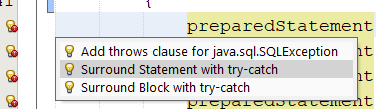 {
preparedStatement
Add throws clause for java.sql.SQLException
Surround Statement with try-catch
Surround Block with try-catch